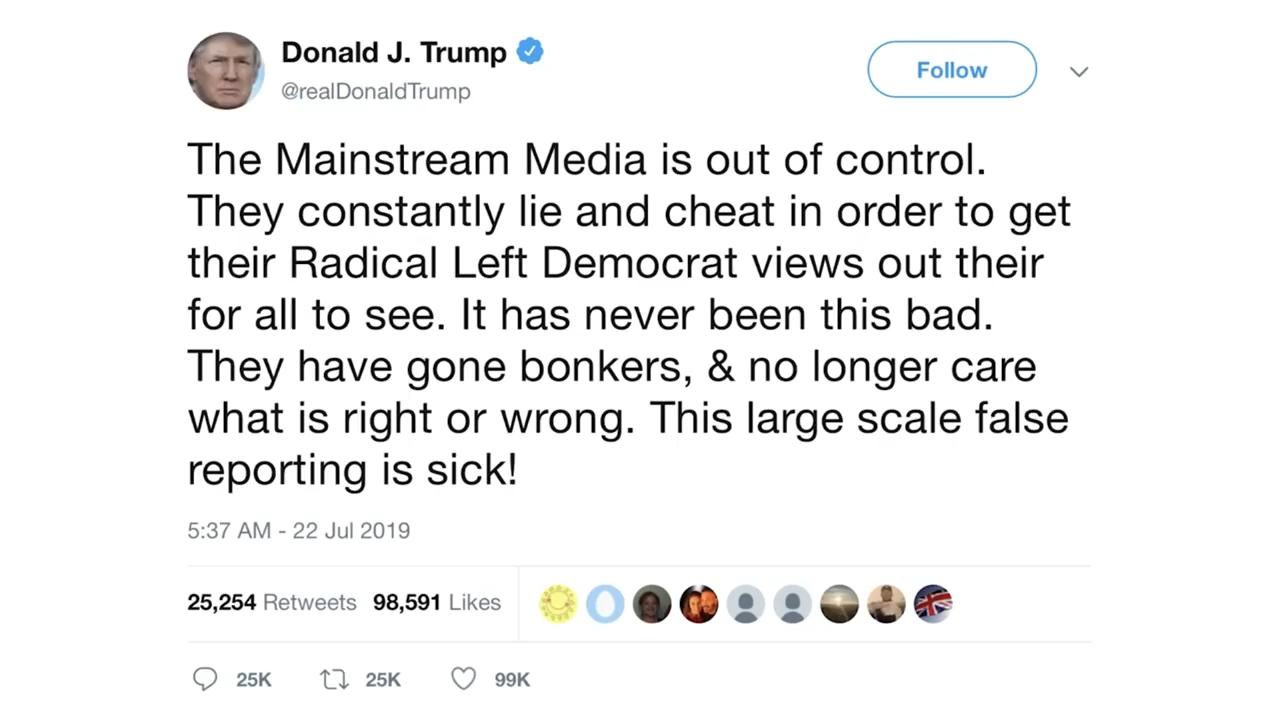 Donald J. Trump
@realDonaldTrump
Follow
The Mainstream Media is out of control.
They constantly lie and cheat in order to get
their Radical Left Democrat views out their
for all to see. It has never been this bad.
They have gone bonkers, & no longer care
what is right or wrong. This large scale false
reporting is sick!
5:37 AM - 22 Jul 2019
25,254 Retweets 98,591 Likes
25K 25K 99K